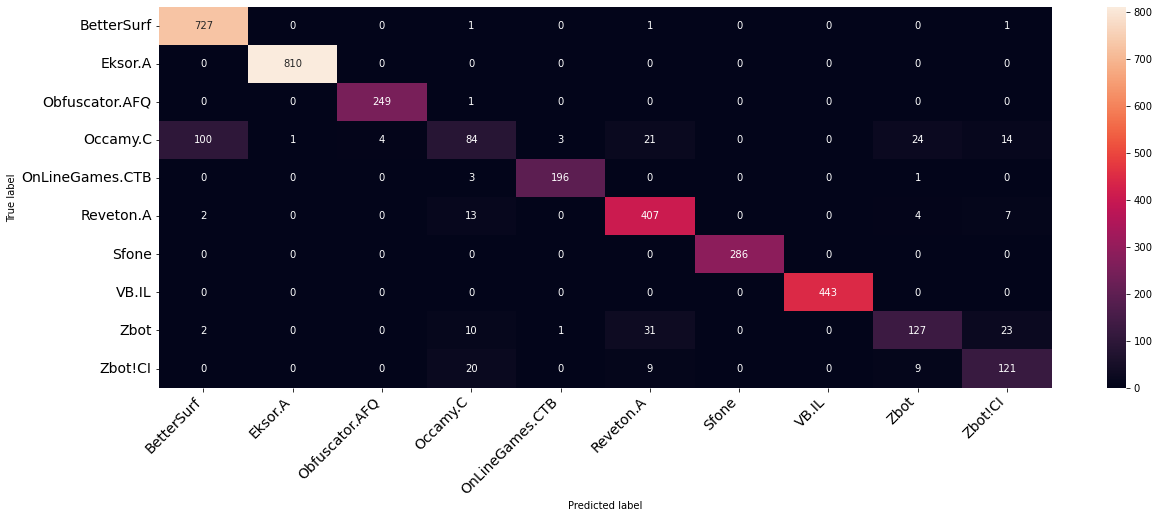 BetterSurf 727 0 0 1 0 1 0 0 0 1
Eksor.A 0 810 0 0 0 0 0 0 0 0
Obfuscator.AFQ 0 0 249 1 0 0 0 0 0 0
Occamy.C 100 1 4 84 3 21 0 0 24 14
OnLineGames.CTB 0 0 0 3 196 0 0 0 1 0
Reveton.A 2 0 0 13 0 407 0 0 4 7
Sfone 0 0 0 0 0 0 286 0 0 0
VB.IL 0 0 0 0 0 0 0 443 0 0
Zbot 2 0 0 10 1 31 0 0 127 23
Zbot!CI 0 0 0 20 0 9 0 0 9 121
True label
BetterSurf
Eksor.A
Obfuscator.AFQ
Occamy.C
OnLineGames.CTB
Reveton.A
Sfone
VB.IL
Zbot
Zbot!CI
Predicted label
800
700
600
500
400
300
200
100
0